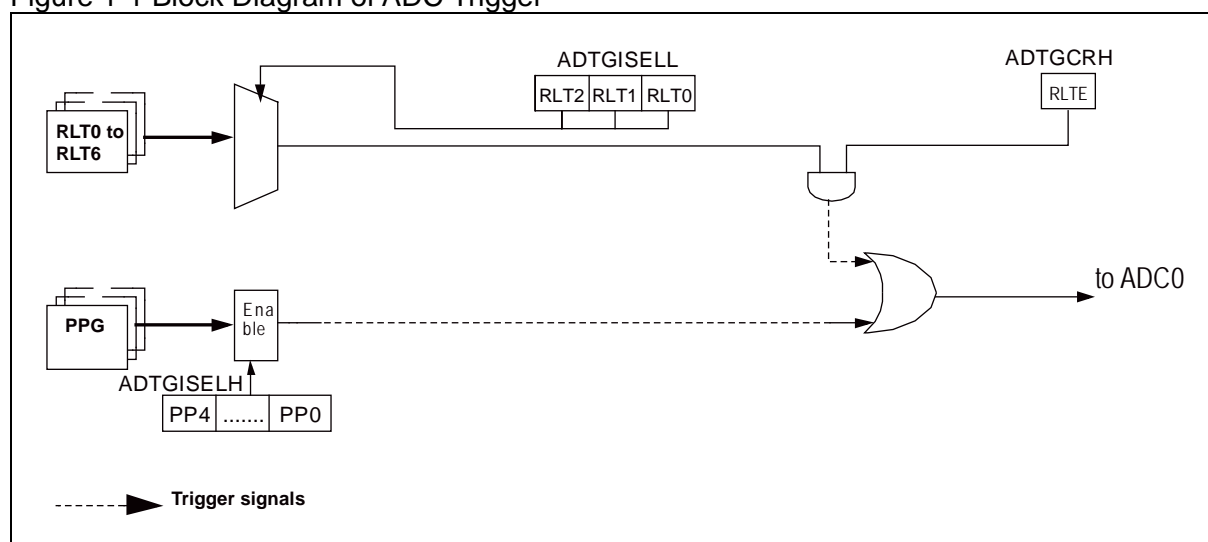 Figure 1-1 Block Diagram of ADC Trigger
ADTGISELL
ADTGCRH
RLT2 RLT1 RLT0
RLTE
RLT0 to
RLT6
to ADC0
PPG
Ena
ble
ADTGISELH
PP4 ....... PP0
Trigger signals